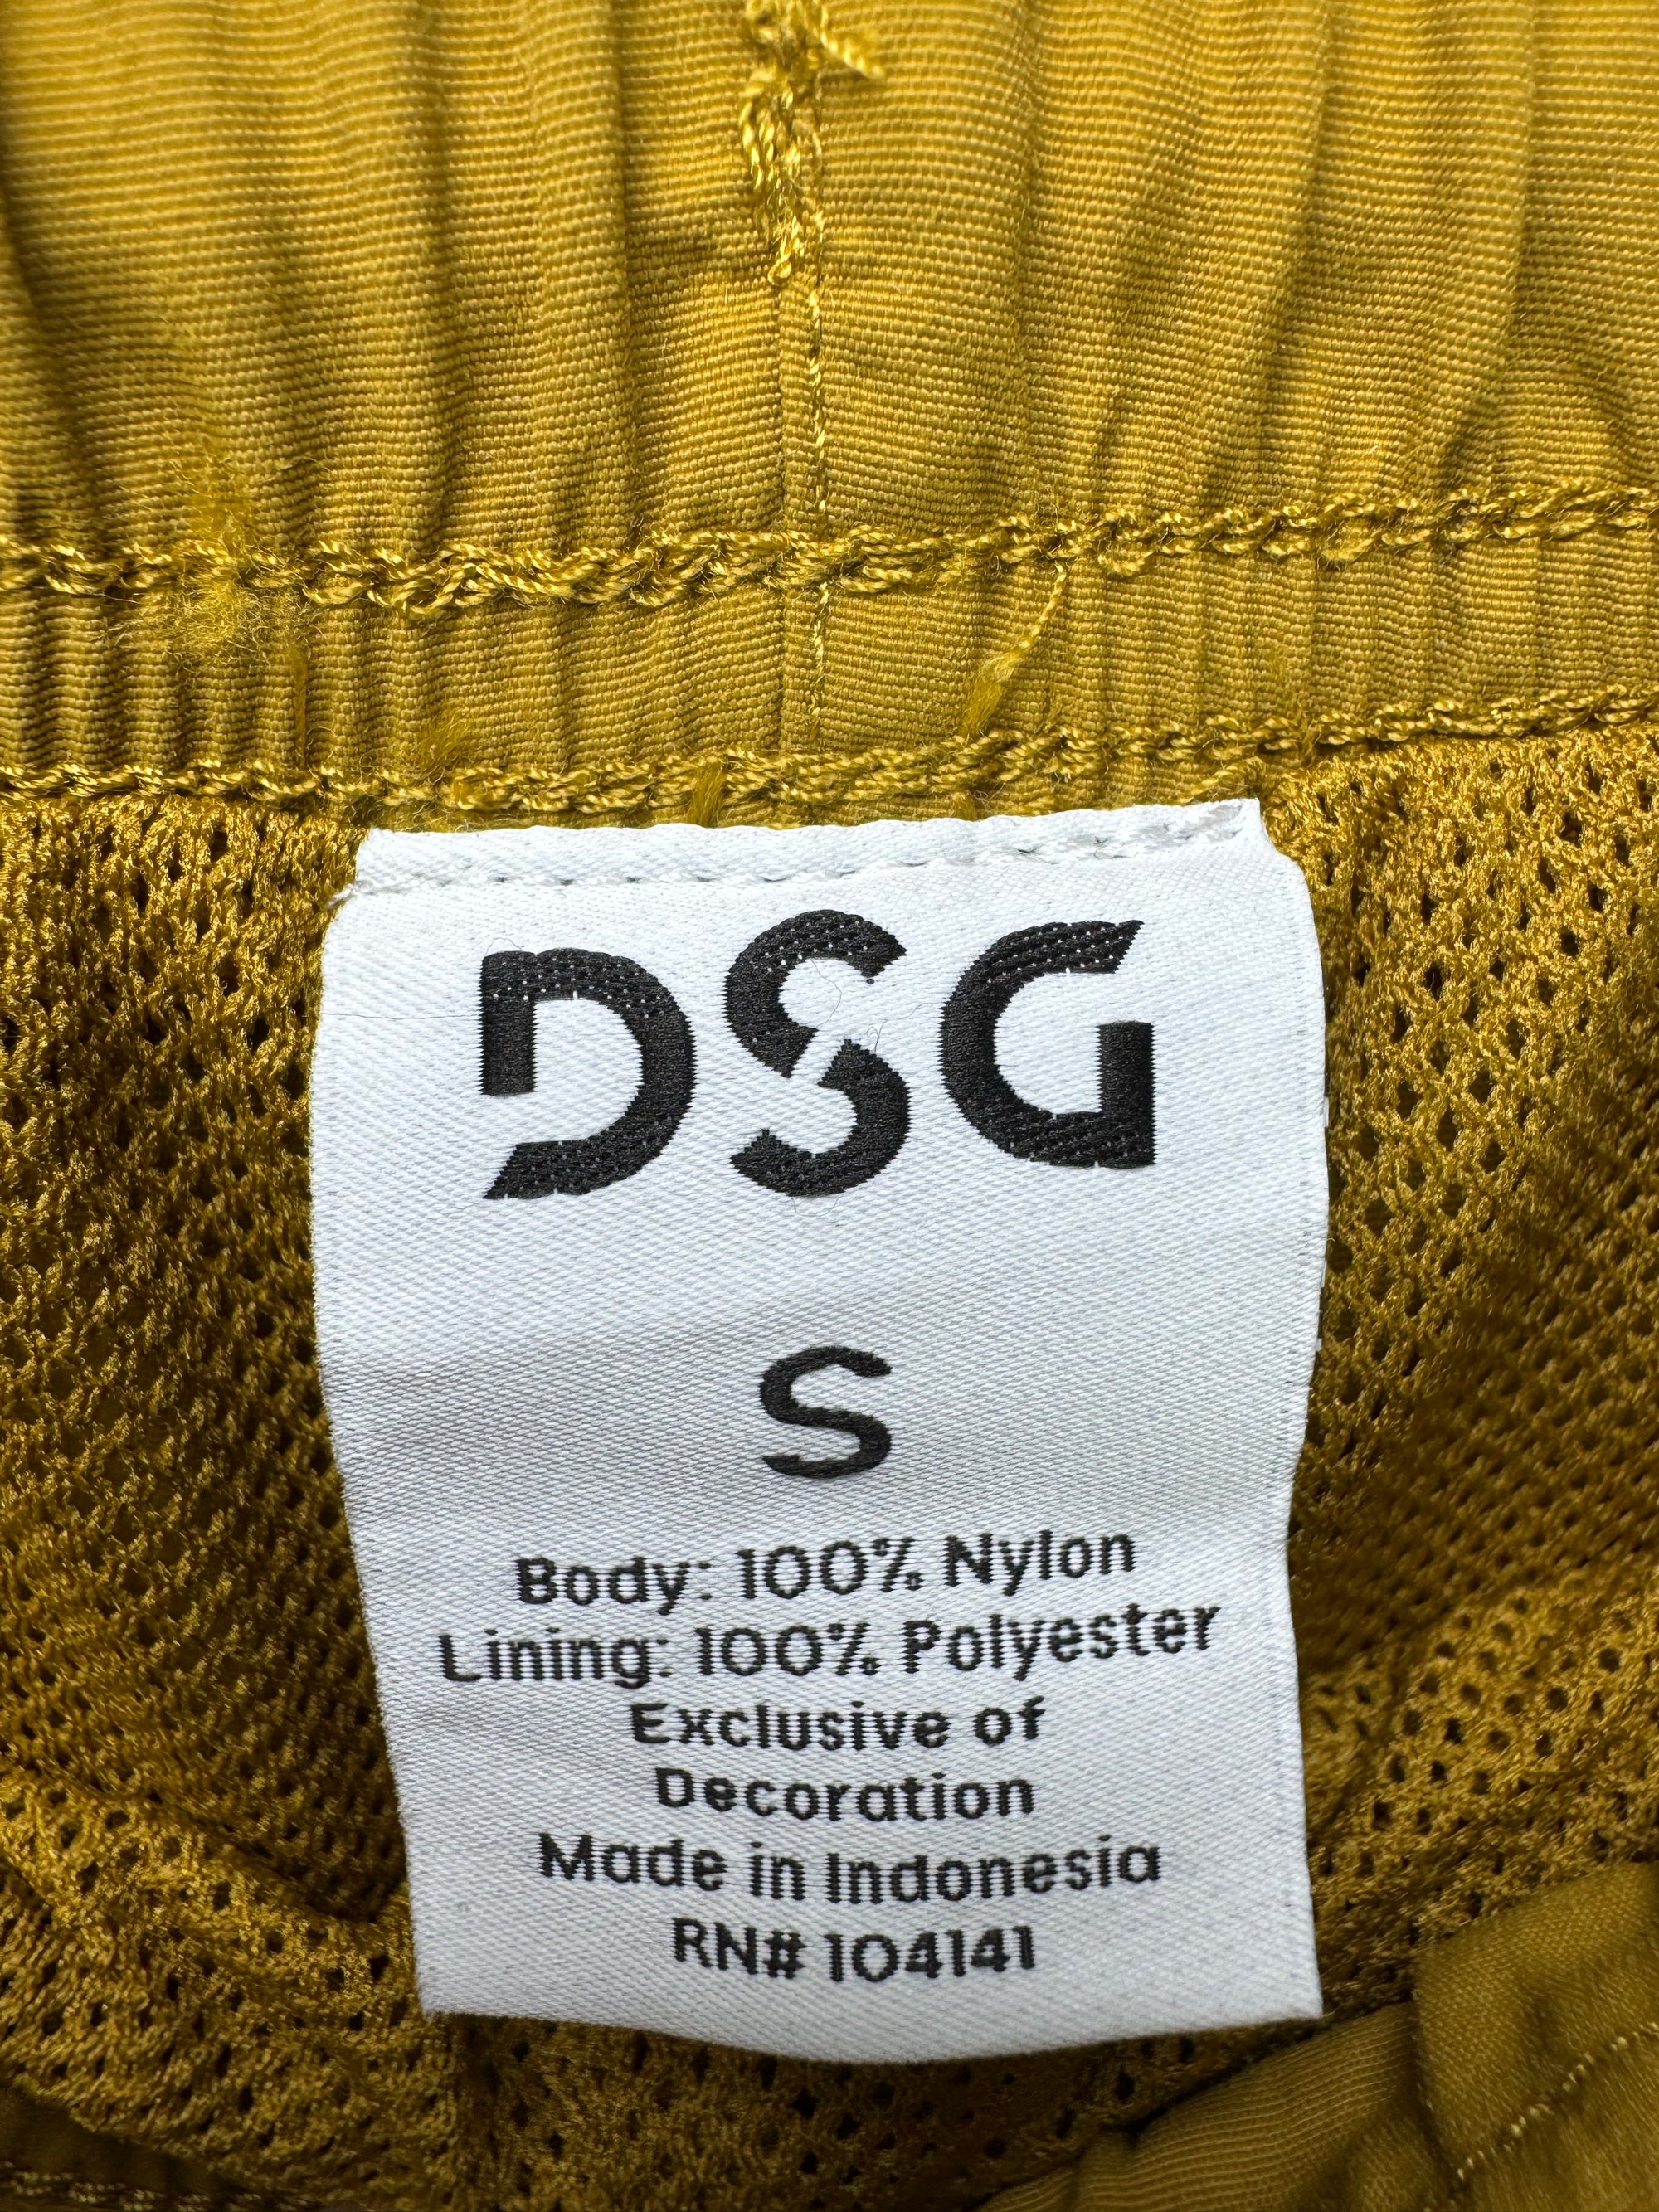 DSG
S
Body: 100% Nylon
Lining: 100% Polyester
Exclusive of
Decoration
Made in Indonesia
RN# 104141